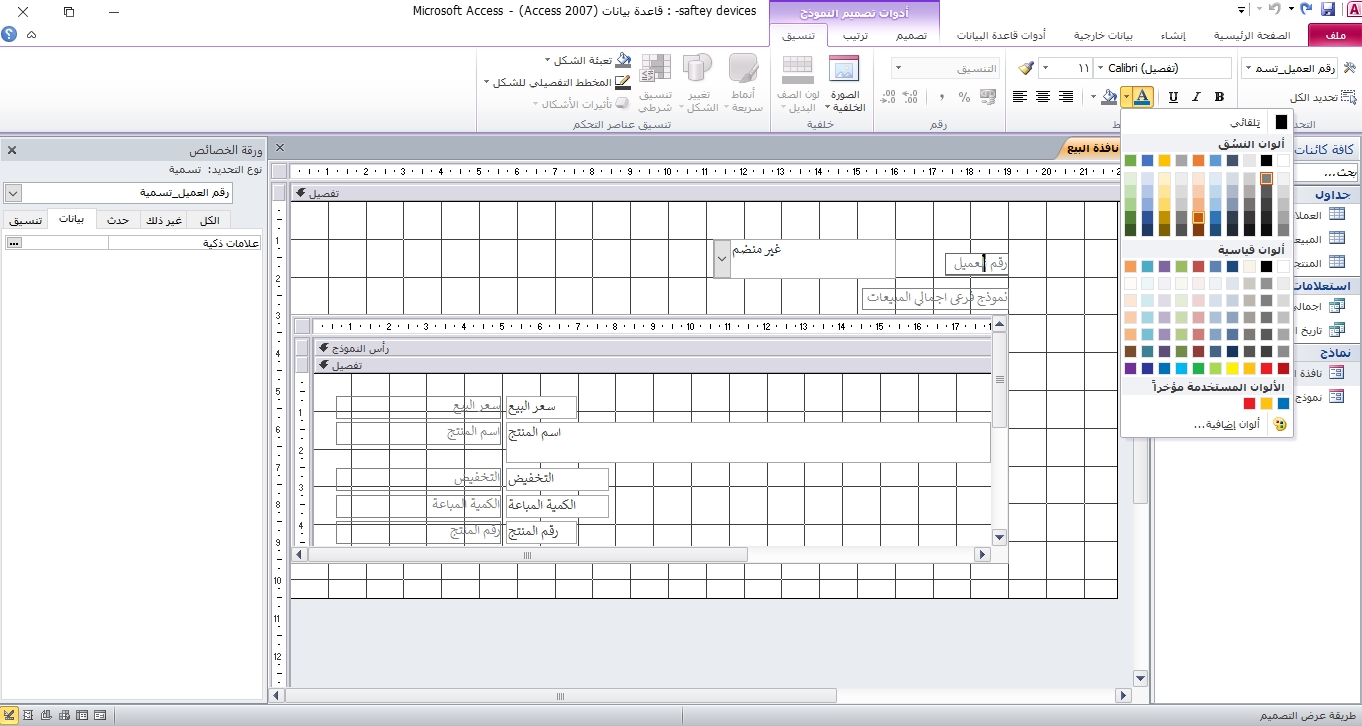 saftey devices- : قاعدة بيانات (Access 2007) - Microsoft Access
أدوات تصميم النموذج
ملف
الصفحة الرئيسية
إنشاء
بيانات خارجية
أدوات قاعدة البيانات
تصميم
ترتيب
تنسيق
رقم العميل_تسم
تحديد الكل
Calibri (تفصيل)
١١
B I U
التنسيق
رقم
الصورة الخلفية
لون الصف البديل
خلفية
أنماط سريعة
تغيير الشكل
تنسيق شرطي
تعبئة الشكل
المخطط التفصيلي للشكل
تأثيرات الأشكال
تنسيق عناصر التحكم
تلقائي
ألوان النسُق
ألوان قياسية
الألوان المستخدمة مؤخراً
ألوان إضافية...
كافة كائنات
بحث...
جداول
العملا
المبيع
المنتج
استعلامات
اجمالي
تاريخ ا
نماذج
نافذة ا
نموذج
نافذة البيع
تفصيل
رقم العميل
غير منضم
نموذج فرعى اجمالي المبيعات
رأس النموذج
تفصيل
سعر البيع سعر البيع
اسم المنتج اسم المنتج
التخفيض التخفيض
الكمية المباعة الكمية المباعة
رقم المنتج رقم المنتج
ورقة الخصائص
نوع التحديد: تسمية
رقم العميل_تسمية
تنسيق بيانات حدث غير ذلك الكل
علامات ذكية
طريقة عرض التصميم